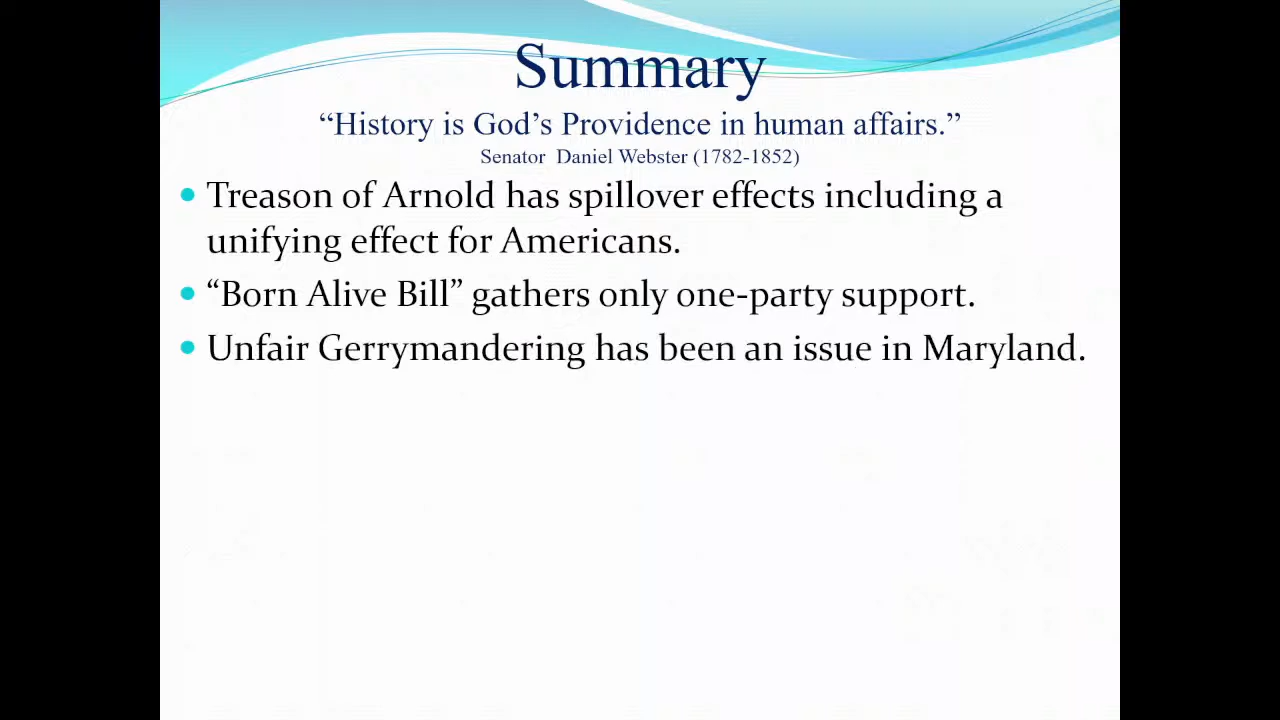 Summary
“History is God’s Providence in human affairs.”
Senator Daniel Webster (1782-1852)
• Treason of Arnold has spillover effects including a
unifying effect for Americans.
• “Born Alive Bill” gathers only one-party support.
• Unfair Gerrymandering has been an issue in Maryland.